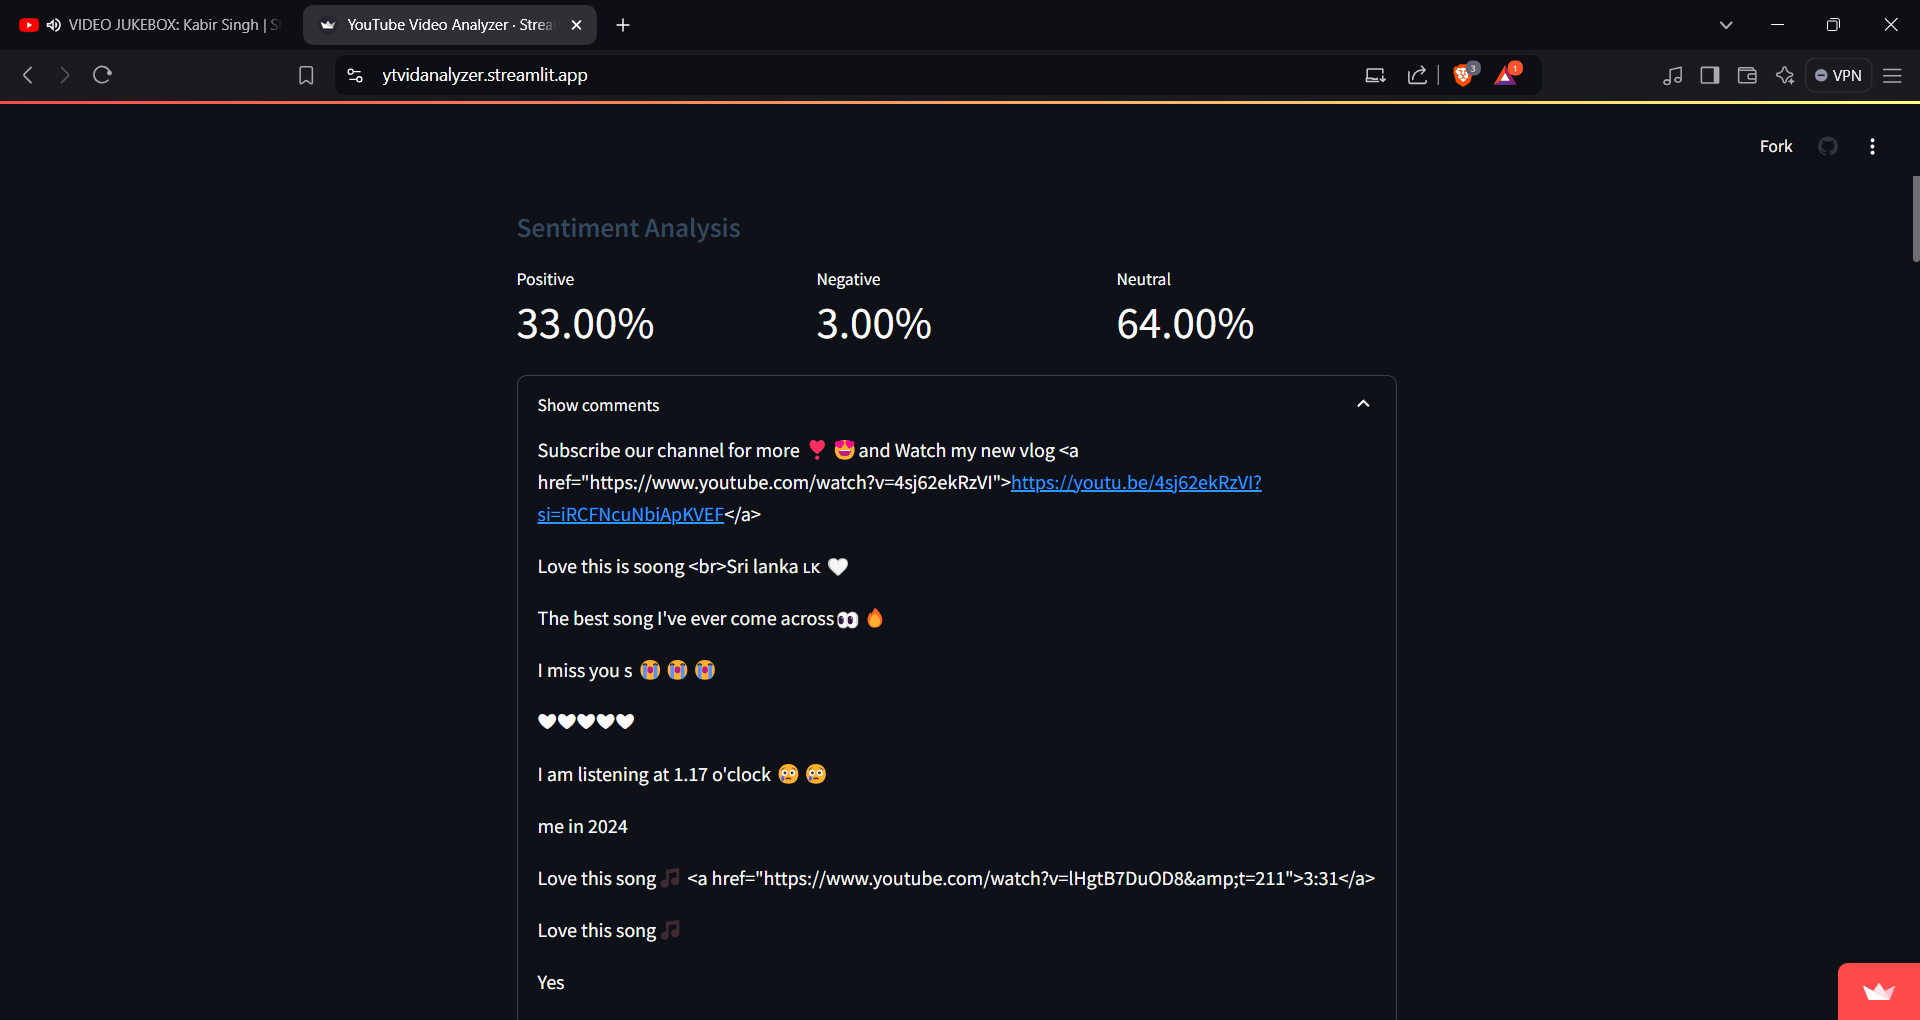 VIDEO JUKEBOX: Kabir Singh |
YouTube Video Analyzer · Strea
ytvidanalyzer.streamlit.app
3
1
VPN
Fork
Sentiment Analysis
Positive
Negative
Neutral
33.00%
3.00%
64.00%
Show comments
Subscribe our channel for more ❣️ 🤩and Watch my new vlog <a
href="https://www.youtube.com/watch?v=4sj62ekRzVI">https://youtu.be/4sj62ekRzVI?
si=iRCFNcuNbiApKVEF</a>
Love this is soong <br>Sri lanka LK 🤍
The best song I've ever come across👀 🔥
I miss you s 😭 😭 😭
🤍🤍🤍🤍🤍
I am listening at 1.17 o'clock 😢 😢
me in 2024
Love this song🎵 <a href="https://www.youtube.com/watch?v=lHgtB7DuOD8&amp;t=211">3:31</a>
Love this song🎵
Yes